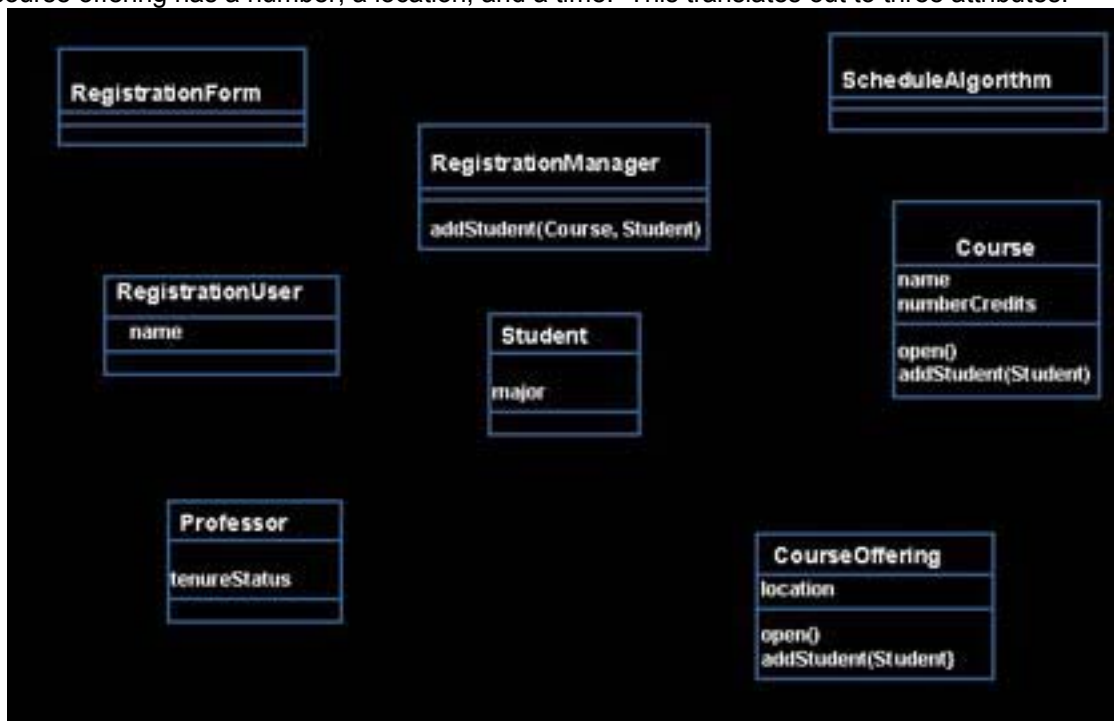 course offering has a number, a location, and a time. This translates out to three attributes.
RegistrationForm
ScheduleAlgorithm
RegistrationManager
addStudent(Course, Student)
Course
name
numberCredits
open()
addStudent(Student)
RegistrationUser
name
Student
major
Professor
tenureStatus
CourseOffering
location
open()
addStudent(Student}